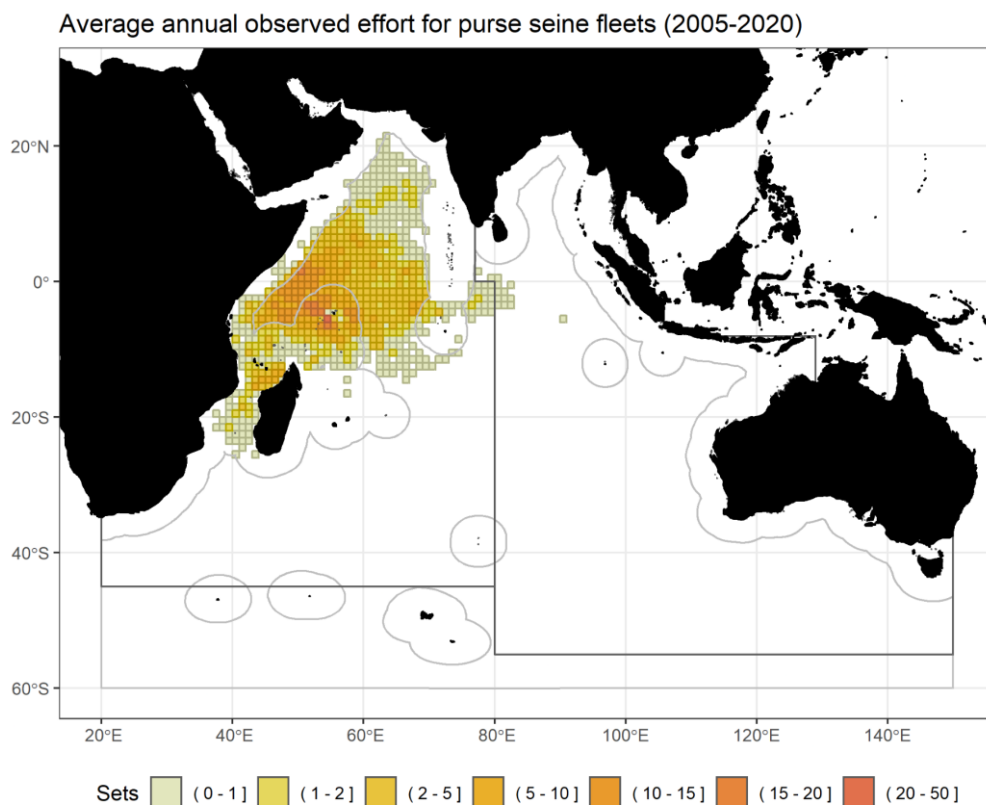 Average annual observed effort for purse seine fleets (2005-2020)
20°N
0°
20°S
40°S
60°S
20°E 40°E 60°E 80°E 100°E 120°E 140°E
Sets ( 0 - 1 ] ( 1 - 2 ] ( 2 - 5 ] ( 5 - 10 ] ( 10 - 15 ] ( 15 - 20 ] ( 20 - 50 ]